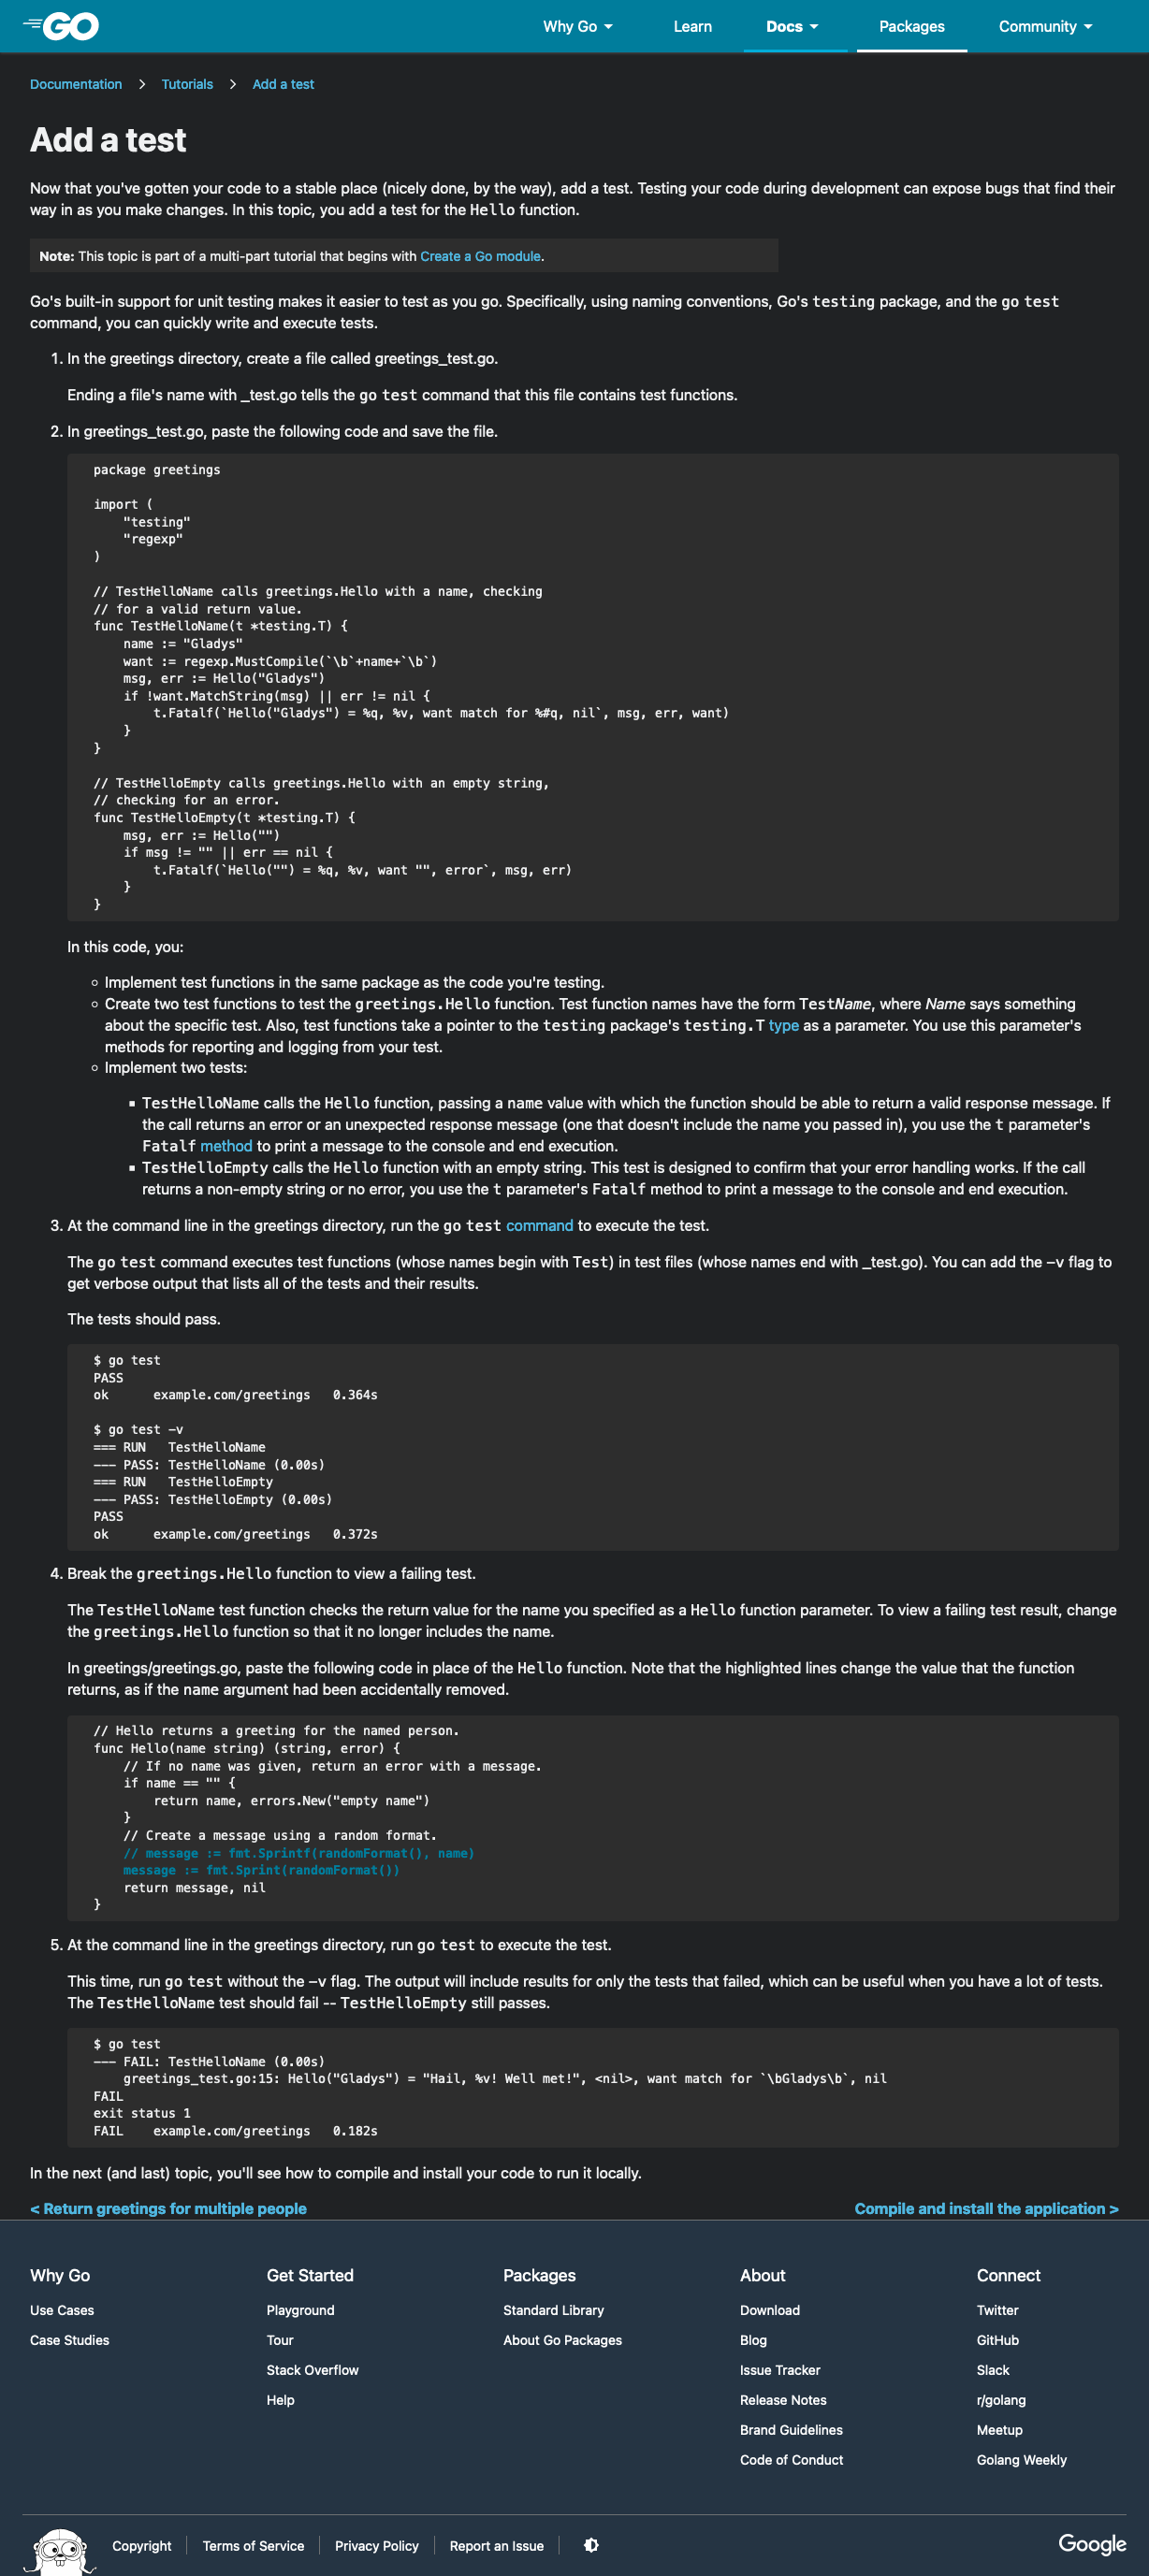 GO
Why Go
Learn
Docs
Packages
Community
Documentation
Tutorials
Add a test
Add a test
Now that you've gotten your code to a stable place (nicely done, by the way), add a test. Testing your code during development can expose bugs that find their
way in as you make changes. In this topic, you add a test for the Hello function.
Note: This topic is part of a multi-part tutorial that begins with Create a Go module.
Go's built-in support for unit testing makes it easier to test as you go. Specifically, using naming conventions, Go's testing package, and the go test
command, you can quickly write and execute tests.
1. In the greetings directory, create a file called greetings_test.go.
Ending a file's name with _test.go tells the go test command that this file contains test functions.
2. In greetings_test.go, paste the following code and save the file.
package greetings
import (
    "testing"
    "regexp"
)
// TestHelloName calls greetings.Hello with a name, checking
// for a valid return value.
func TestHelloName(t *testing.T) {
    name := "Gladys"
    want := regexp.MustCompile(`\b`+name+`\b`)
    msg, err := Hello("Gladys")
    if !want.MatchString(msg) || err != nil {
        t.Fatalf(`Hello("Gladys") = %q, %v, want match for %#q, nil`, msg, err, want)
    }
}
// TestHelloEmpty calls greetings.Hello with an empty string,
// checking for an error.
func TestHelloEmpty(t *testing.T) {
    msg, err := Hello("")
    if msg != "" || err == nil {
        t.Fatalf(`Hello("") = %q, %v, want "", error`, msg, err)
    }
}
In this code, you:
Implement test functions in the same package as the code you're testing.
Create two test functions to test the greetings.Hello function. Test function names have the form TestName, where Name says something
about the specific test. Also, test functions take a pointer to the testing package's testing.T type as a parameter. You use this parameter's
methods for reporting and logging from your test.
Implement two tests:
TestHelloName calls the Hello function, passing a name value with which the function should be able to return a valid response message. If
the call returns an error or an unexpected response message (one that doesn't include the name you passed in), you use the t parameter's
Fatalf method to print a message to the console and end execution.
TestHelloEmpty calls the Hello function with an empty string. This test is designed to confirm that your error handling works. If the call
returns a non-empty string or no error, you use the t parameter's Fatalf method to print a message to the console and end execution.
3. At the command line in the greetings directory, run the go test command to execute the test.
The go test command executes test functions (whose names begin with Test) in test files (whose names end with _test.go). You can add the -v flag to
get verbose output that lists all of the tests and their results.
The tests should pass.
$ go test
PASS
ok      example.com/greetings   0.364s
$ go test -v
=== RUN   TestHelloName
--- PASS: TestHelloName (0.00s)
=== RUN   TestHelloEmpty
--- PASS: TestHelloEmpty (0.00s)
PASS
ok      example.com/greetings   0.372s
4. Break the greetings.Hello function to view a failing test.
The TestHelloName test function checks the return value for the name you specified as a Hello function parameter. To view a failing test result, change
the greetings.Hello function so that it no longer includes the name.
In greetings/greetings.go, paste the following code in place of the Hello function. Note that the highlighted lines change the value that the function
returns, as if the name argument had been accidentally removed.
// Hello returns a greeting for the named person.
func Hello(name string) (string, error) {
    // If no name was given, return an error with a message.
    if name == "" {
        return name, errors.New("empty name")
    }
    // Create a message using a random format.
    // message := fmt.Sprintf(randomFormat(), name)
    message := fmt.Sprint(randomFormat())
    return message, nil
}
5. At the command line in the greetings directory, run go test to execute the test.
This time, run go test without the -v flag. The output will include results for only the tests that failed, which can be useful when you have a lot of tests.
The TestHelloName test should fail -- TestHelloEmpty still passes.
$ go test
--- FAIL: TestHelloName (0.00s)
    greetings_test.go:15: Hello("Gladys") = "Hail, %v! Well met!", <nil>, want match for `\bGladys\b`, nil
FAIL
exit status 1
FAIL    example.com/greetings   0.182s
In the next (and last) topic, you'll see how to compile and install your code to run it locally.
< Return greetings for multiple people
Compile and install the application >
Why Go
Use Cases
Case Studies
Get Started
Playground
Tour
Stack Overflow
Help
Packages
Standard Library
About Go Packages
About
Download
Blog
Issue Tracker
Release Notes
Brand Guidelines
Code of Conduct
Connect
Twitter
GitHub
Slack
r/golang
Meetup
Golang Weekly
Copyright
Terms of Service
Privacy Policy
Report an Issue
Google